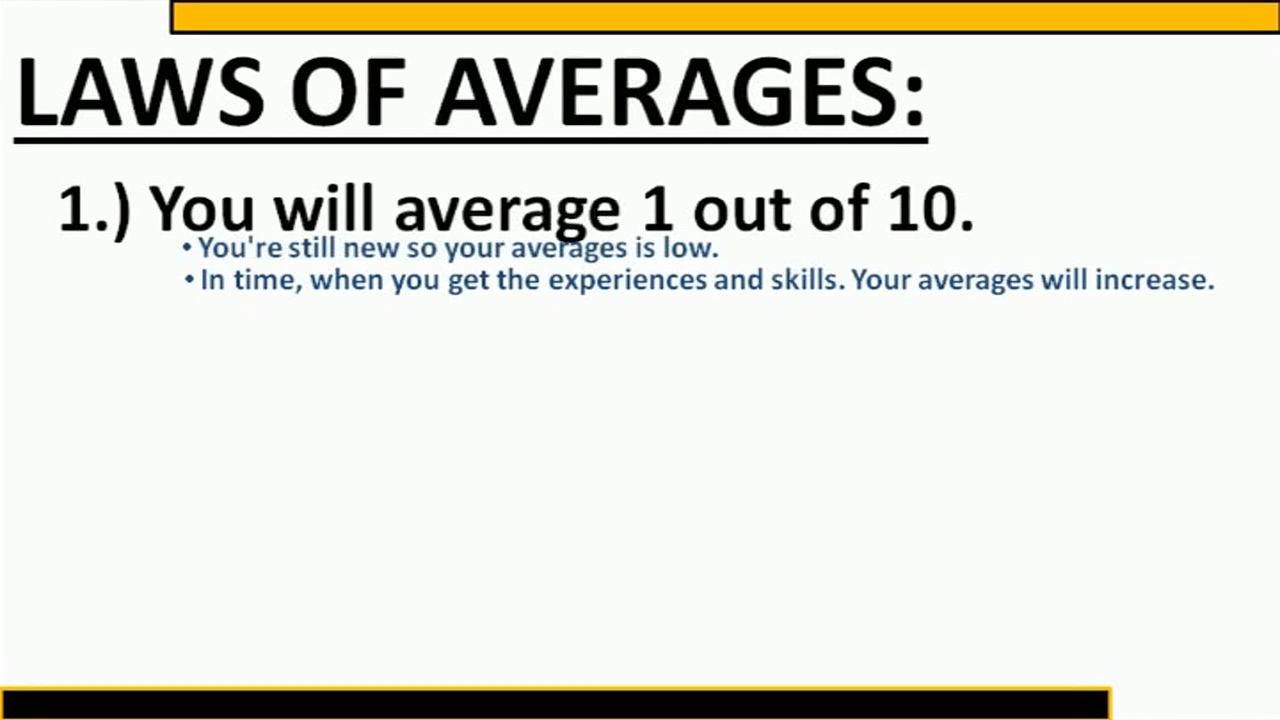 LAWS OF AVERAGES:
1.) You will average 1 out of 10.
• You're still new so your averages is low.
• In time, when you get the experiences and skills. Your averages will increase.